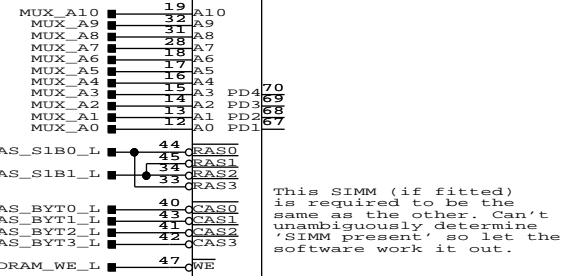 MUX_A10 19 A10
MUX_A9 32 A9
MUX_A8 31 A8
MUX_A7 28 A7
MUX_A6 18 A6
MUX_A5 17 A5
MUX_A4 16 A4
MUX_A3 15 A3 PD4 70
MUX_A2 14 A2 PD3 69
MUX_A1 13 A1 PD2 68
MUX_A0 12 A0 PD1 67
AS_S1B0_L 44 RAS0
45 RAS1
AS_S1B1_L 34 RAS2
33 RAS3
AS_BYT0_L 40 CAS0
AS_BYT1_L 43 CAS1
AS_BYT2_L 41 CAS2
AS_BYT3_L 42 CAS3
DRAM_WE_L 47 WE
This SIMM (if fitted)
is required to be the
same as the other. Can't
unambiguously determine
'SIMM present' so let the
software work it out.